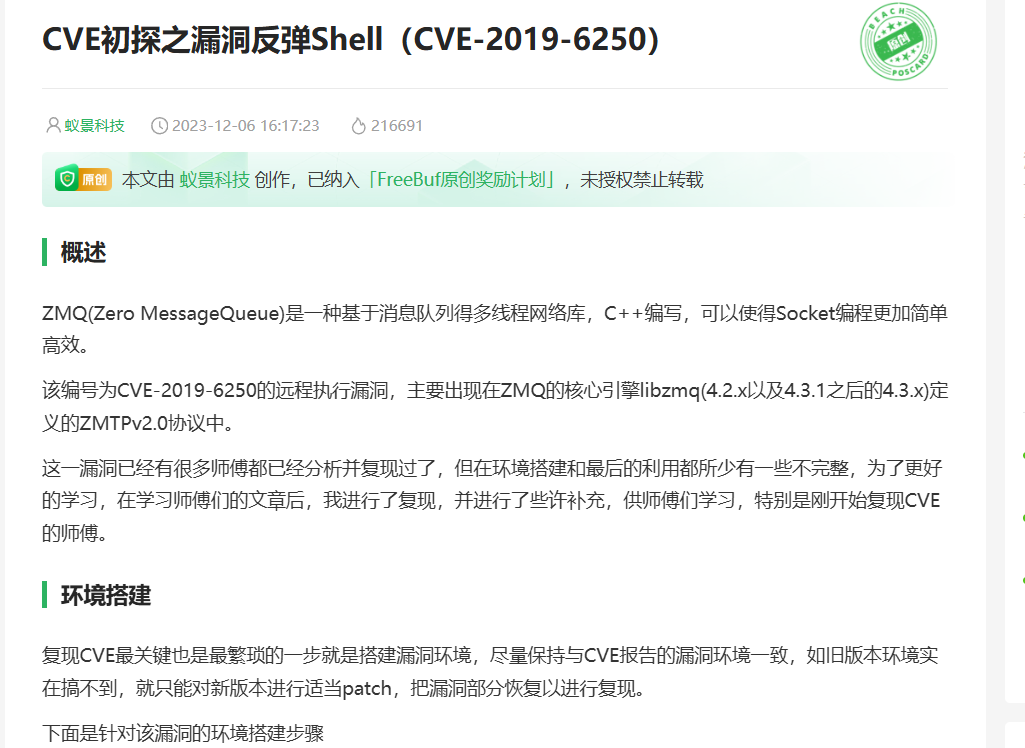 CVE初探之漏洞反弹Shell（CVE-2019-6250）
BEACH
原创
POSCARD
蚁景科技 2023-12-06 16:17:23 216691
原创 本文由 蚁景科技 创作，已纳入「FreeBuf原创奖励计划」，未授权禁止转载
概述
ZMQ(Zero MessageQueue)是一种基于消息队列得多线程网络库，C++编写，可以使得Socket编程更加简单
高效。
该编号为CVE-2019-6250的远程执行漏洞，主要出现在ZMQ的核心引擎libzmq(4.2.x以及4.3.1之后的4.3.x)定
义的ZMTPv2.0协议中。
这一漏洞已经有很多师傅都已经分析并复现过了，但在环境搭建和最后的利用都所少有一些不完整，为了更好
的学习，在学习师傅们的文章后，我进行了复现，并进行了些许补充，供师傅们学习，特别是刚开始复现CVE
的师傅。
环境搭建
复现CVE最关键也是最繁琐的一步就是搭建漏洞环境，尽量保持与CVE报告的漏洞环境一致，如旧版本环境实
在搞不到，就只能对新版本进行适当patch，把漏洞部分恢复以进行复现。
下面是针对该漏洞的环境搭建步骤